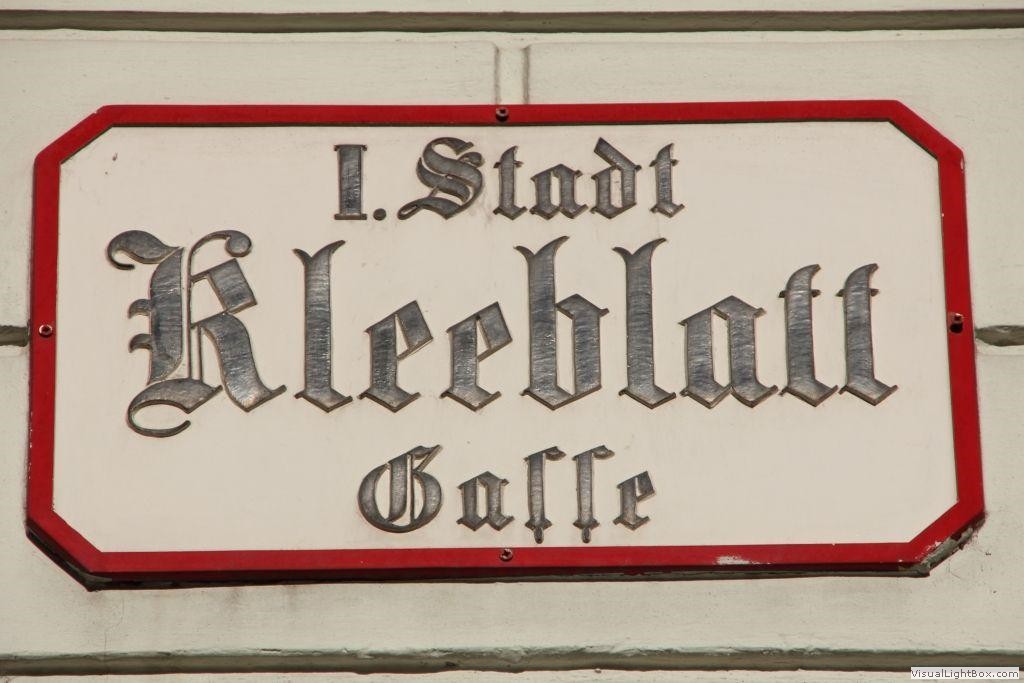 I. Stadt
Kleeblatt
Gasse
VisualLightBox.com